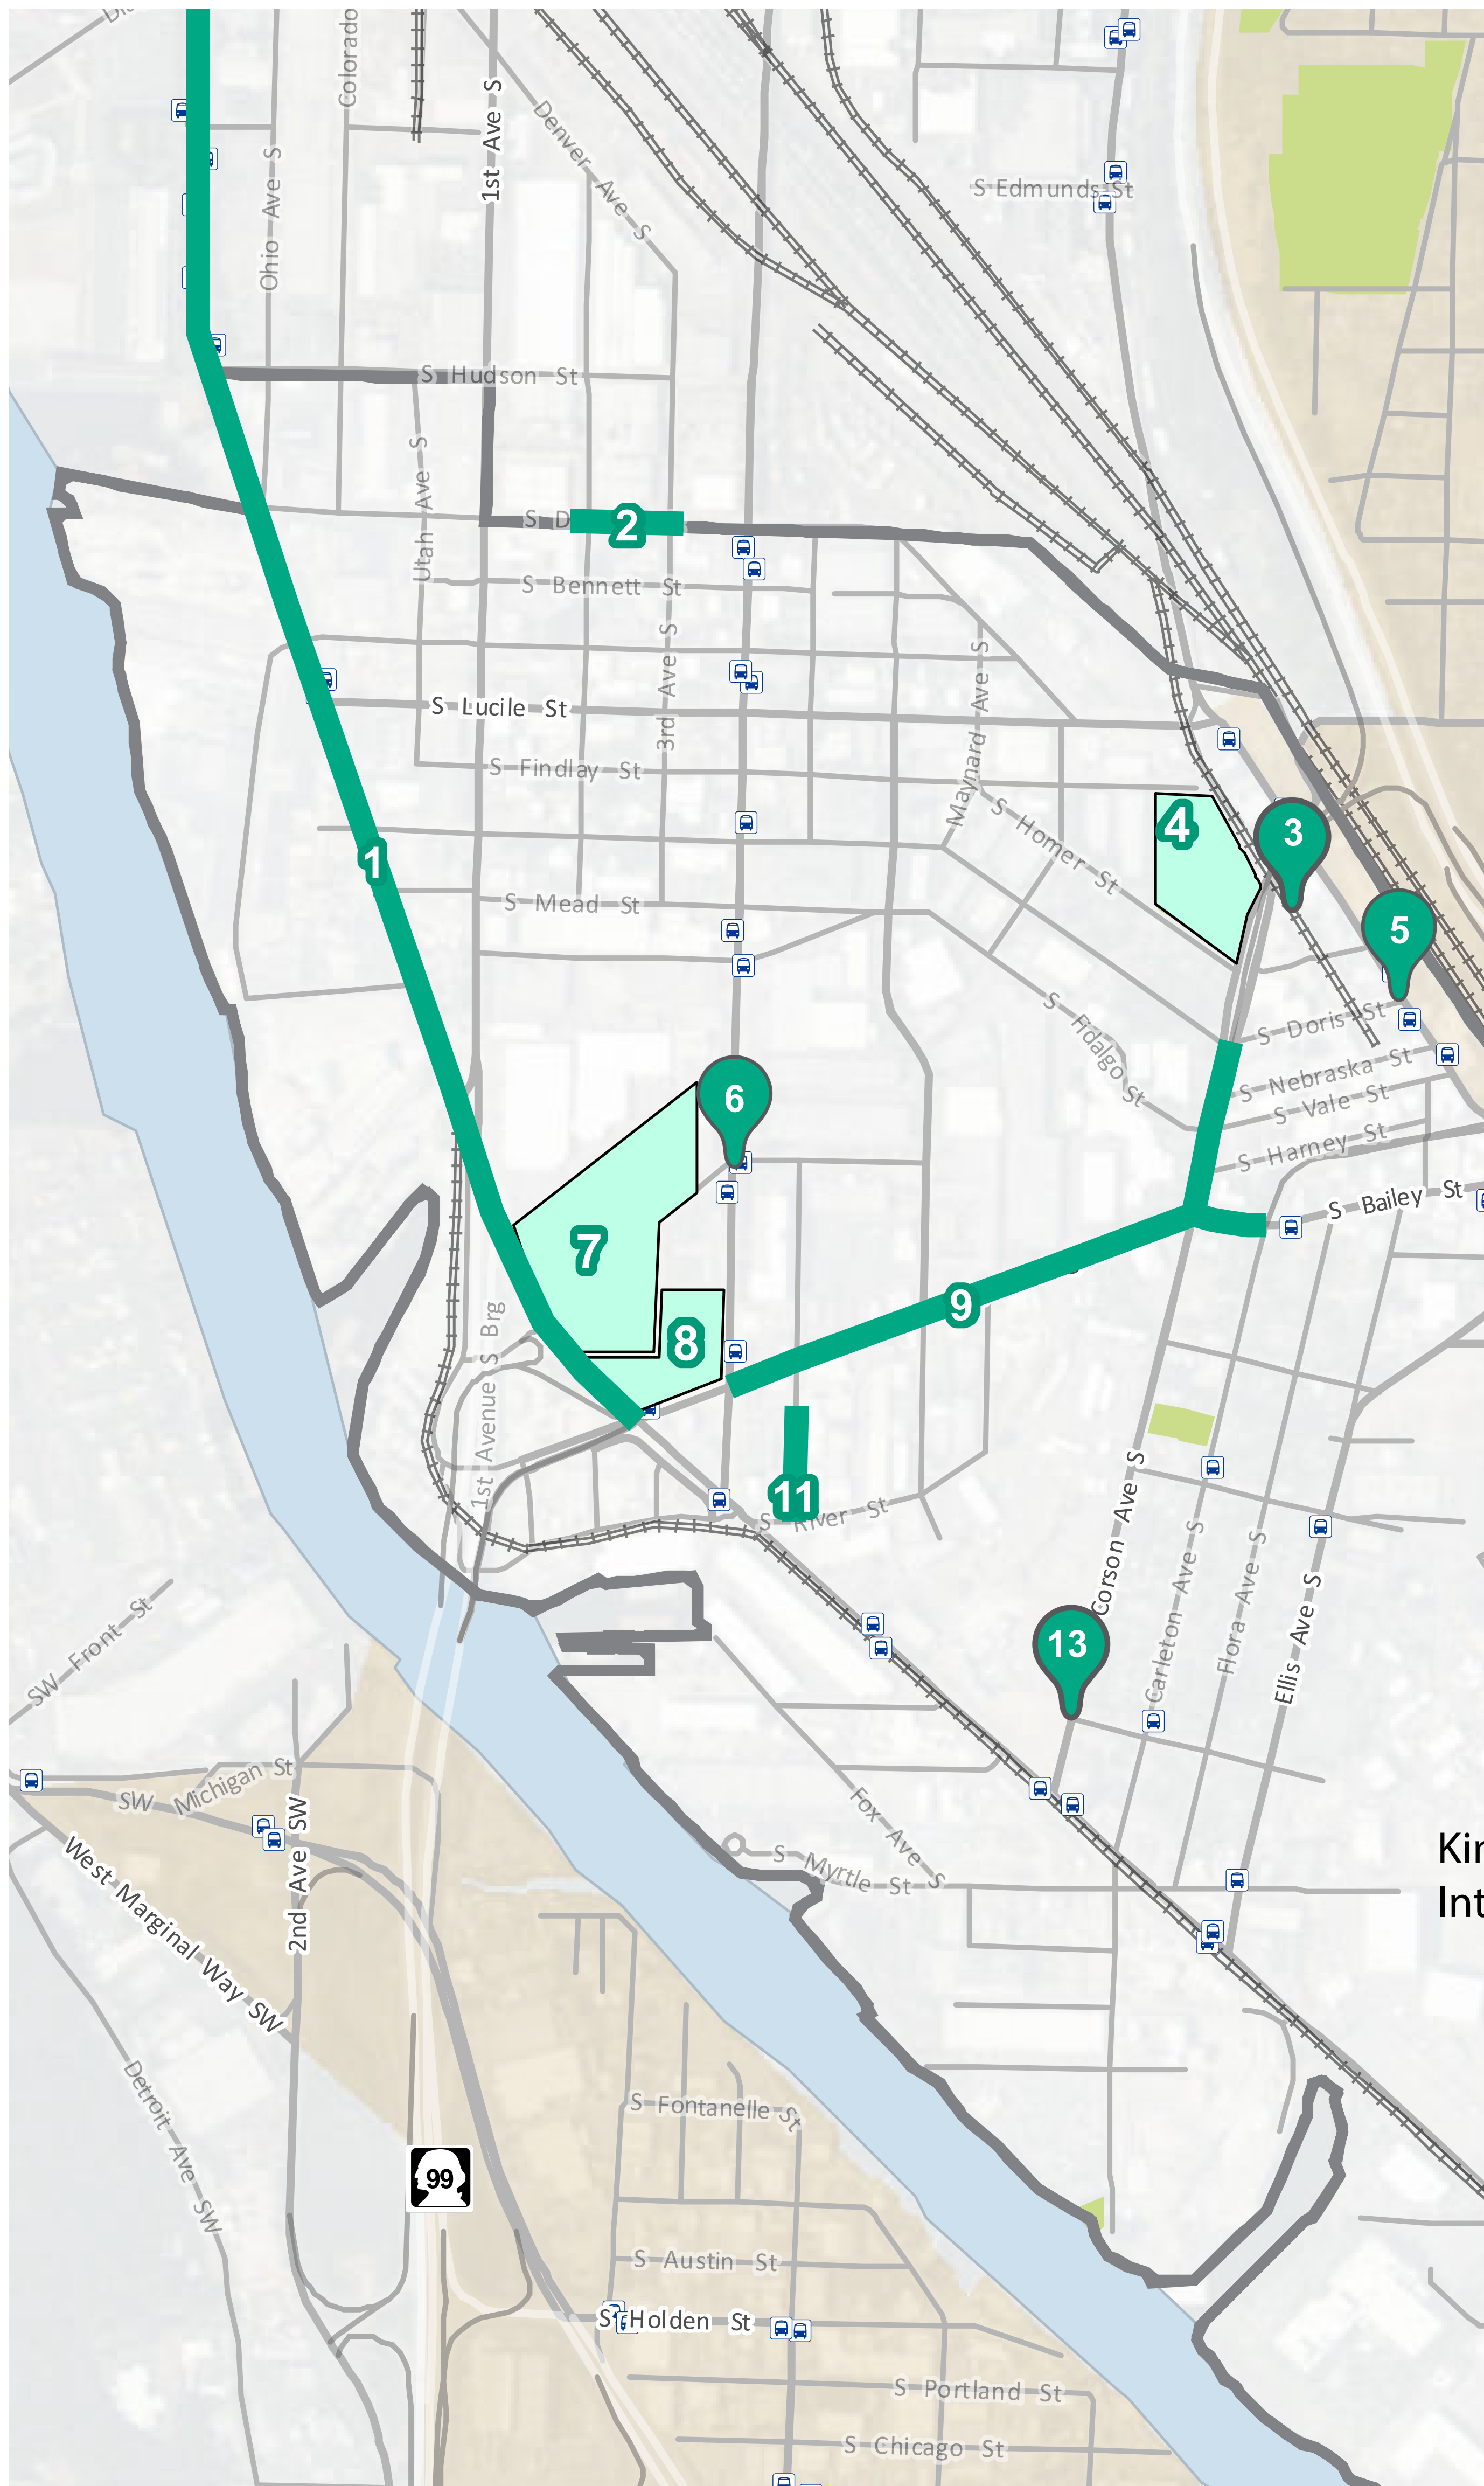 Colorado
1st Ave S
Denver Ave S
S Edmunds St
Ohio Ave S
S Hudson St
Utah Ave S
S D
2
S Bennett St
3rd Ave S
Maynard Ave S
S Lucile St
S Findlay St
S Homer St
4
3
1
S Mead St
5
S Fidalgo St
S Doris St
S Nebraska St
S Vale St
6
S Harney St
S Bailey St
7
9
8
1st Avenue S Brg
11
S River St
Corson Ave S
Carleton Ave S
Flora Ave S
Ellis Ave S
13
SW Front St
SW Michigan St
Fox Ave S
S Myrtle St
Kin
Int
2nd Ave SW
West Marginal Way SW
Detroit Ave SW
S Fontanelle St
99
S Austin St
S Holden St
S Portland St
S Chicago St